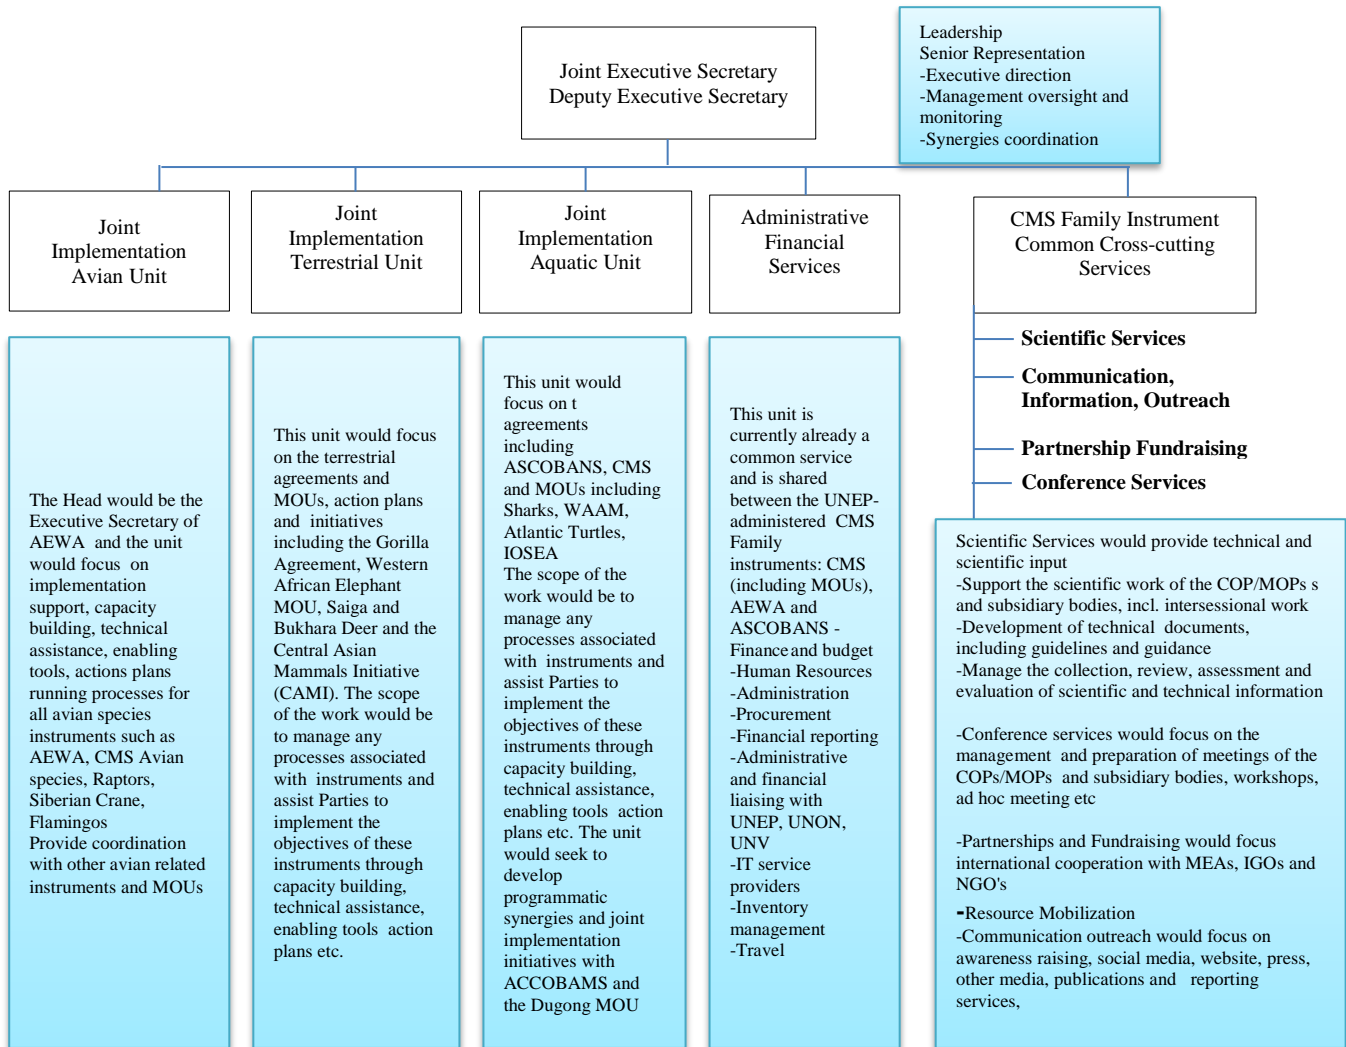 Joint Executive Secretary
Deputy Executive Secretary
Leadership
Senior Representation
-Executive direction
-Management oversight and
monitoring
-Synergies coordination
Joint
Implementation
Avian Unit
Joint
Implementation
Terrestrial Unit
Joint
Implementation
Aquatic Unit
Administrative
Financial
Services
CMS Family Instrument
Common Cross-cutting
Services
Scientific Services
Communication,
Information, Outreach
Partnership Fundraising
Conference Services
The Head would be the
Executive Secretary of
AEWA and the unit
would focus on
implementation
support, capacity
building, technical
assistance, enabling
tools, actions plans
running processes for
all avian species
instruments such as
AEWA, CMS Avian
species, Raptors,
Siberian Crane,
Flamingos
Provide coordination
with other avian related
instruments and MOUs
This unit would focus
on the terrestrial
agreements and
MOUs, action plans
and initiatives
including the Gorilla
Agreement, Western
African Elephant
MOU, Saiga and
Bukhara Deer and the
Central Asian
Mammals Initiative
(CAMI). The scope
of the work would be
to manage any
processes associated
with instruments and
assist Parties to
implement the
objectives of these
instruments through
capacity building,
technical assistance,
enabling tools action
plans etc.
This unit would
focus on t
agreements
including
ASCOBANS, CMS
and MOUs including
Sharks, WAAM,
Atlantic Turtles,
IOSEA
The scope of the
work would be to
manage any
processes associated
with instruments and
assist Parties to
implement the
objectives of these
instruments through
capacity building,
technical assistance,
enabling tools action
plans etc. The unit
would seek to
develop
programmatic
synergies and joint
implementation
initiatives with
ACCOBAMS and
the Dugong MOU
This unit is
currently already a
common service
and is shared
between the UNEP-
administered CMS
Family
instruments: CMS
(including MOUs),
AEWA and
ASCOBANS -
Finance and budget
-Human Resources
-Administration
-Procurement
-Financial reporting
-Administrative
and financial
liaising with
UNEP, UNON,
UNV
-IT service
providers
-Inventory
management
-Travel
Scientific Services would provide technical and
scientific input
-Support the scientific work of the COP/MOPs s
and subsidiary bodies, incl. intersessional work
-Development of technical documents,
including guidelines and guidance
-Manage the collection, review, assessment and
evaluation of scientific and technical information
-Conference services would focus on the
management and preparation of meetings of the
COPs/MOPs and subsidiary bodies, workshops,
ad hoc meeting etc
-Partnerships and Fundraising would focus
international cooperation with MEAs, IGOs and
NGO's
-Resource Mobilization
-Communication outreach would focus on
awareness raising, social media, website, press,
other media, publications and reporting
services,